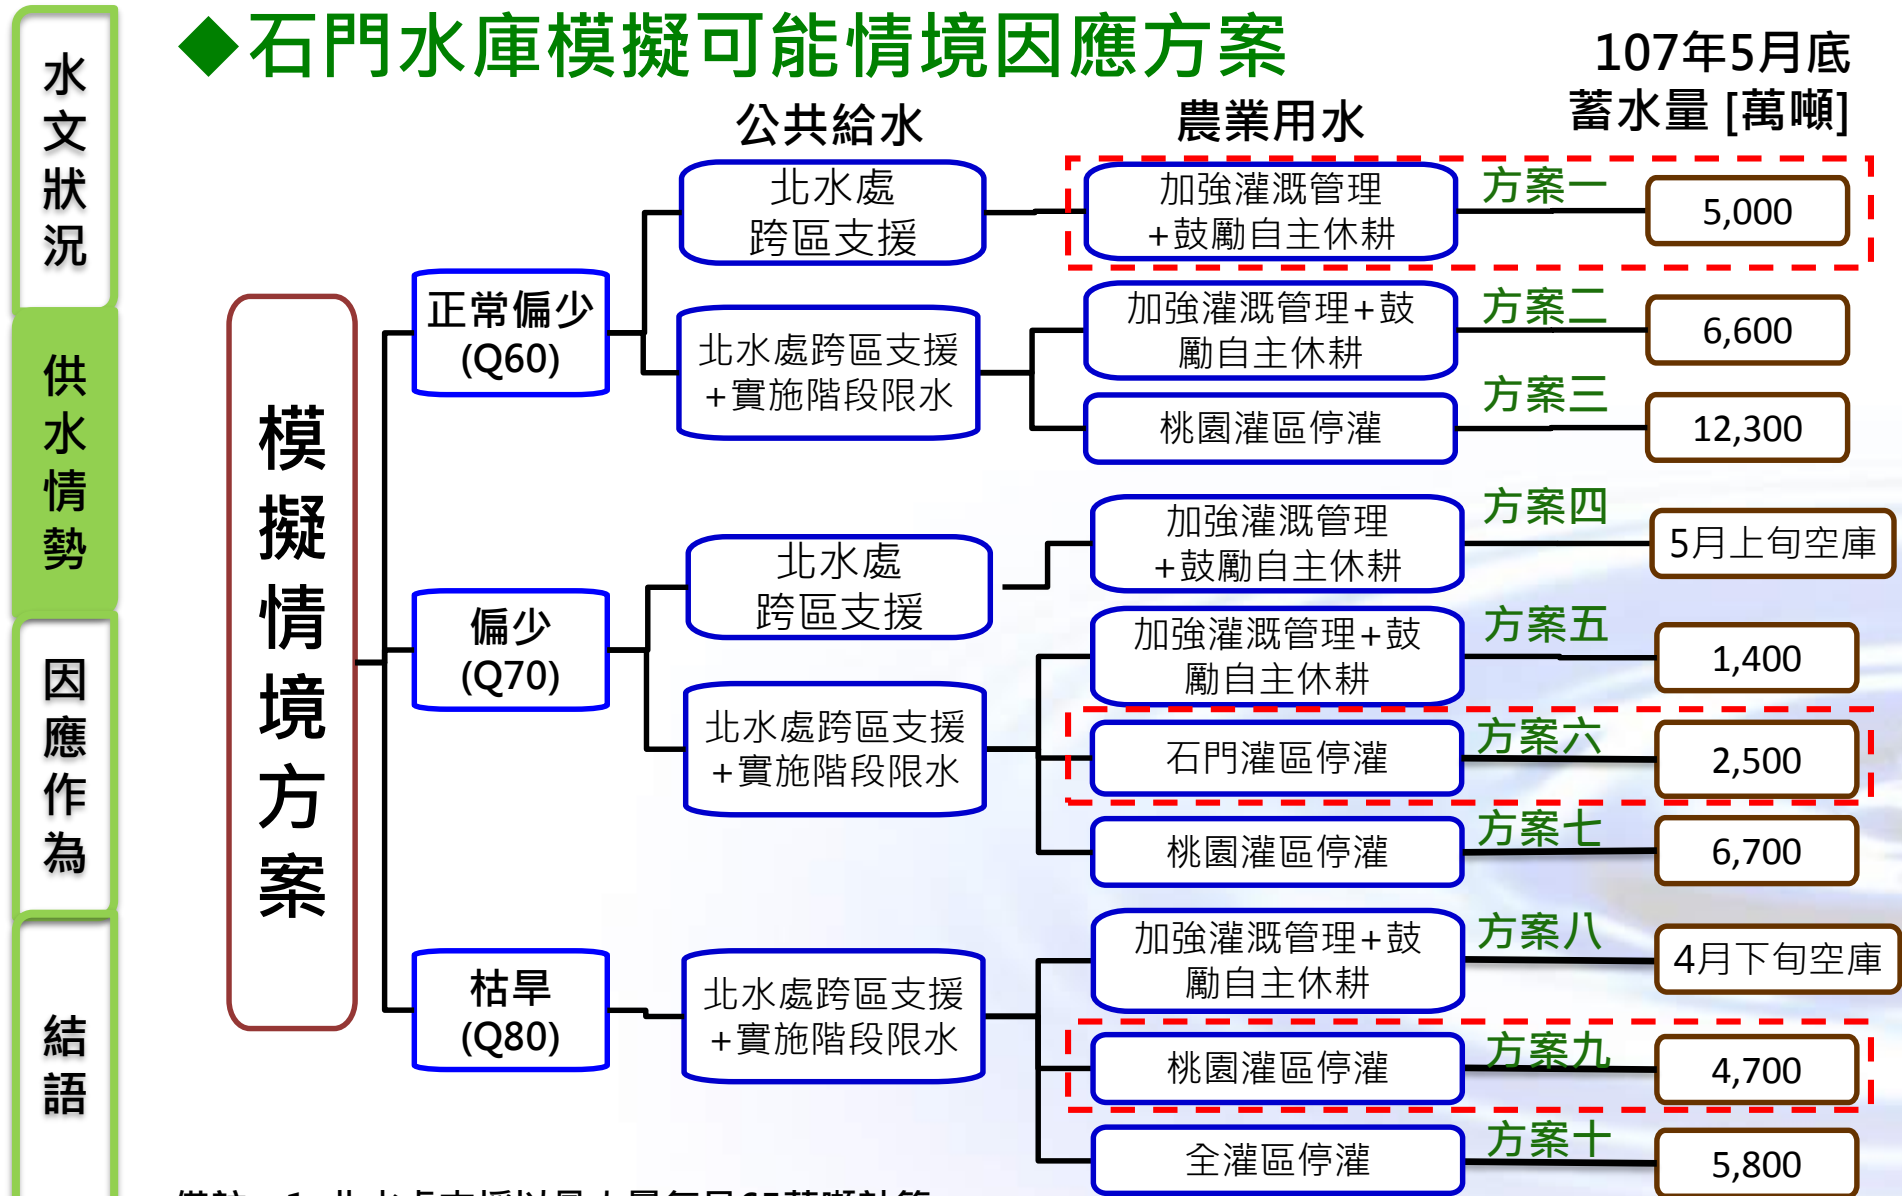 水文狀況
供水情勢
因應作為
結語
◆石門水庫模擬可能情境因應方案
107年5月底
蓄水量 [萬噸]
公共給水
農業用水
模擬情境方案
正常偏少
(Q60)
北水處
跨區支援
加強灌溉管理
+鼓勵自主休耕
方案一
5,000
北水處跨區支援
+實施階段限水
加強灌溉管理+鼓
勵自主休耕
方案二
6,600
桃園灌區停灌
方案三
12,300
偏少
(Q70)
北水處
跨區支援
加強灌溉管理
+鼓勵自主休耕
方案四
5月上旬空庫
北水處跨區支援
+實施階段限水
加強灌溉管理+鼓
勵自主休耕
方案五
1,400
石門灌區停灌
方案六
2,500
桃園灌區停灌
方案七
6,700
枯旱
(Q80)
北水處跨區支援
+實施階段限水
加強灌溉管理+鼓
勵自主休耕
方案八
4月下旬空庫
桃園灌區停灌
方案九
4,700
全灌區停灌
方案十
5,800